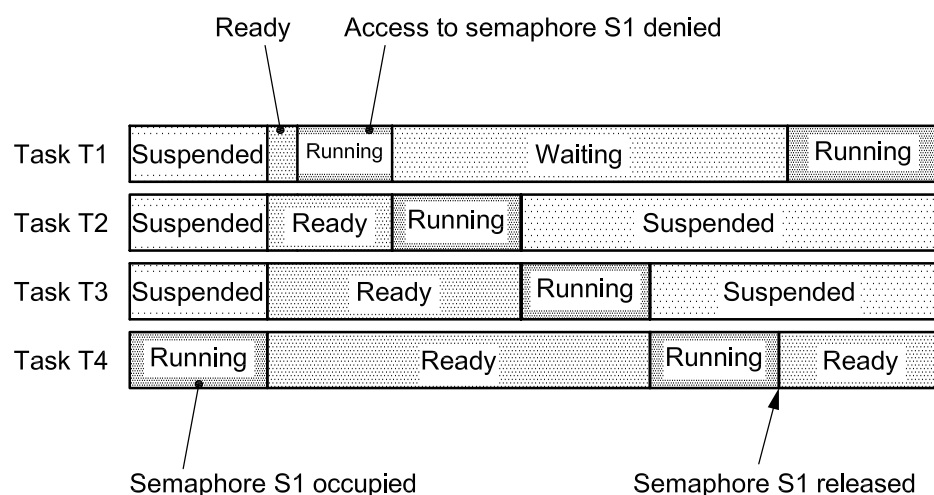 Ready Access to semaphore S1 denied
Task T1 Suspended Running Waiting Running
Task T2 Suspended Ready Running Suspended
Task T3 Suspended Ready Running Suspended
Task T4 Running Ready Running Ready
Semaphore S1 occupied Semaphore S1 released